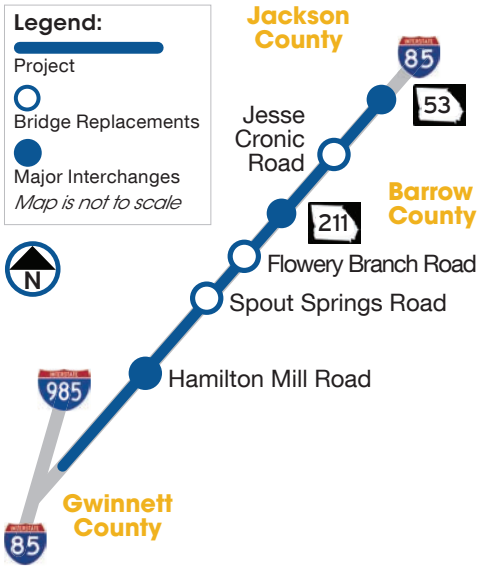 Legend:
Project
Bridge Replacements
Major Interchanges
Map is not to scale
N
Jackson
County
INTERSTATE
85
53
Jesse
Cronic
Road
Barrow
County
211
Flowery Branch Road
Spout Springs Road
Hamilton Mill Road
INTERSTATE
985
Gwinnett
County
INTERSTATE
85